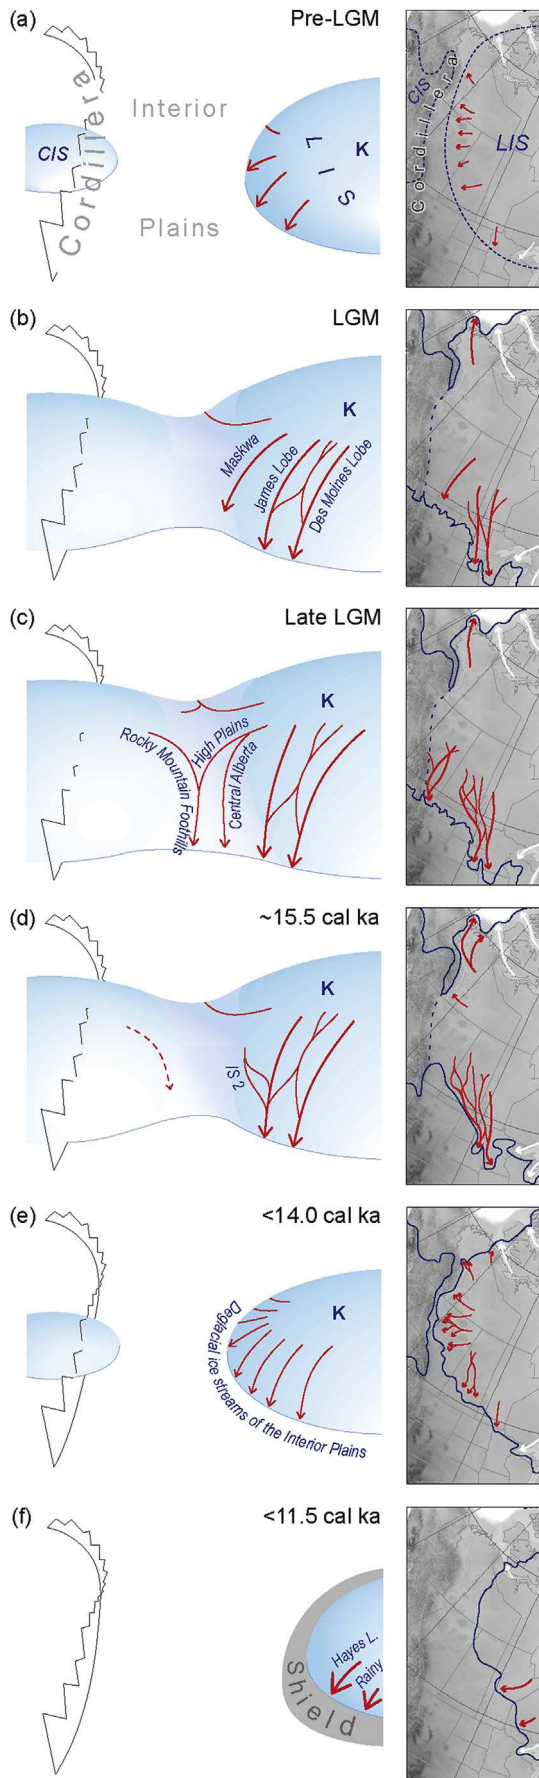 (a)
Pre-LGM
Cordillera
Interior
Plains
CIS
LIS
K
CIS
Cordillera
LIS
(b)
LGM
K
Maskwa
James Lobe
Des Moines Lobe
(c)
Late LGM
K
Rocky Mountain Foothills
High Plains
Central Alberta
(d)
~15.5 cal ka
K
IS 2
(e)
<14.0 cal ka
K
Deglacial ice streams of the Interior Plains
(f)
<11.5 cal ka
Hayes L.
Rainy
Shield